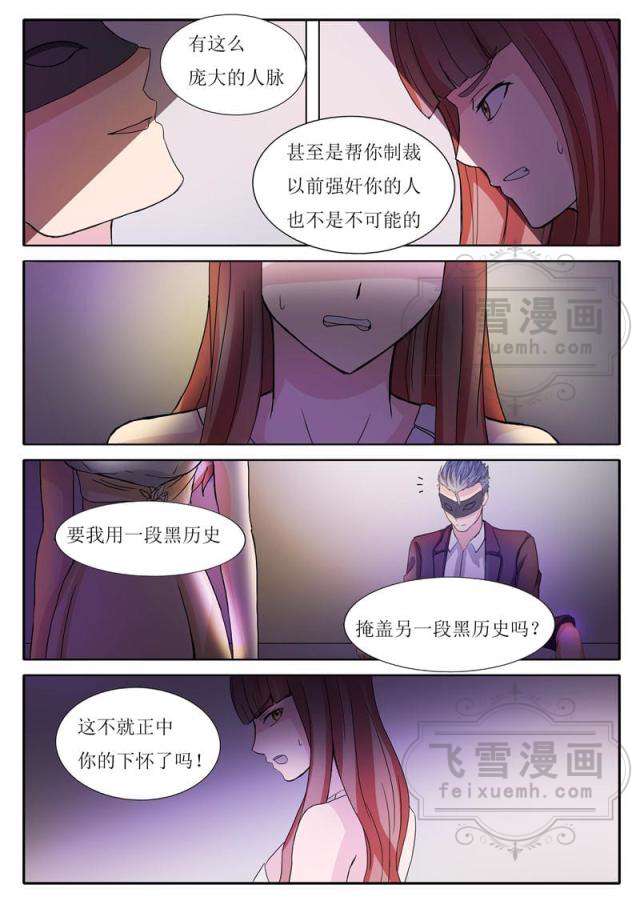 有这么
庞大的人脉
甚至是帮你制裁
以前强奸你的人
也不是不可能的
雪漫画
xuemh.com
要我用一段黑历史
掩盖另一段黑历史吗?
这不就正中
你的下怀了吗!
飞雪漫画
feixuemh.com